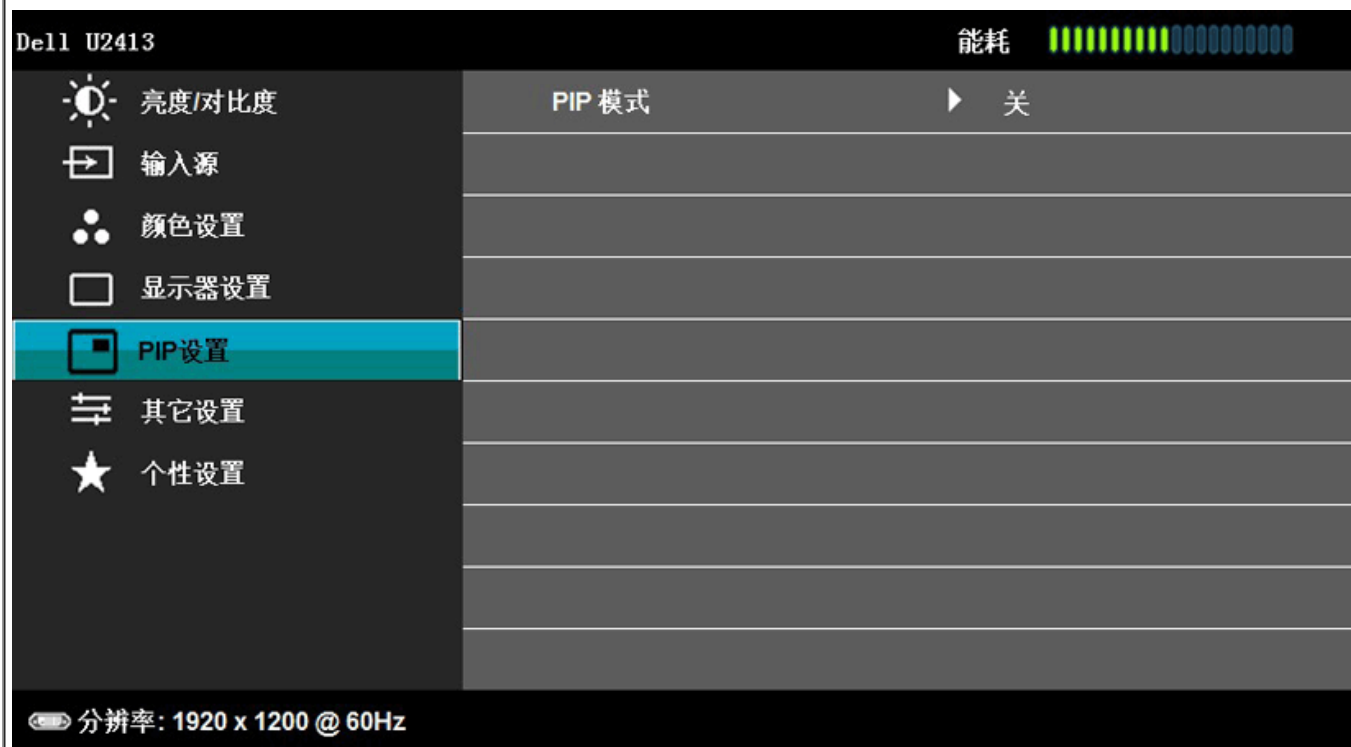 Dell U2413
能耗
亮度/对比度
PIP 模式
关
输入源
颜色设置
显示器设置
PIP设置
其它设置
个性设置
分辨率: 1920 x 1200 @ 60Hz